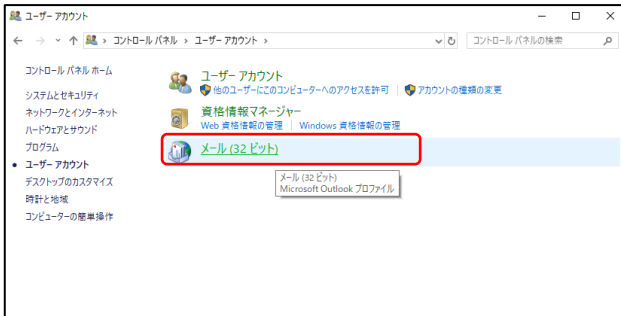 ユーザー アカウント
コントロール パネル › ユーザー アカウント ›
コントロール パネルの検索
コントロール パネル ホーム
システムとセキュリティ
ネットワークとインターネット
ハードウェアとサウンド
プログラム
ユーザー アカウント
デスクトップのカスタマイズ
時計と地域
コンピューターの簡単操作
ユーザー アカウント
他のユーザーにこのコンピューターへのアクセスを許可 | アカウントの種類の変更
資格情報マネージャー
Web 資格情報の管理 | Windows 資格情報の管理
メール (32 ビット)
メール (32 ビット)
Microsoft Outlook プロファイル